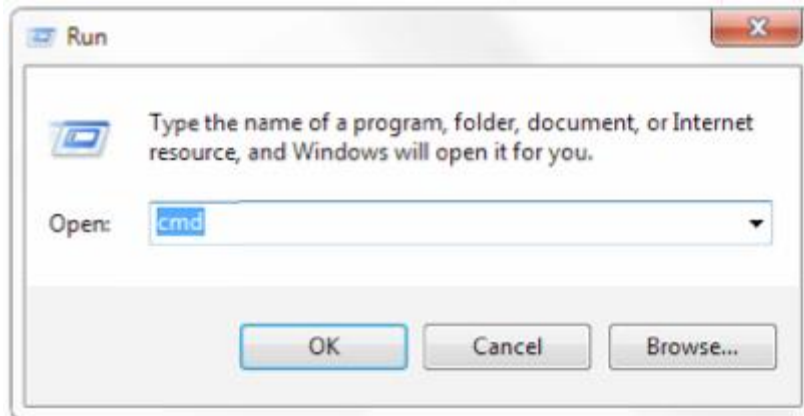 Run
Type the name of a program, folder, document, or Internet
resource, and Windows will open it for you.
Open: cmd
OK Cancel Browse...